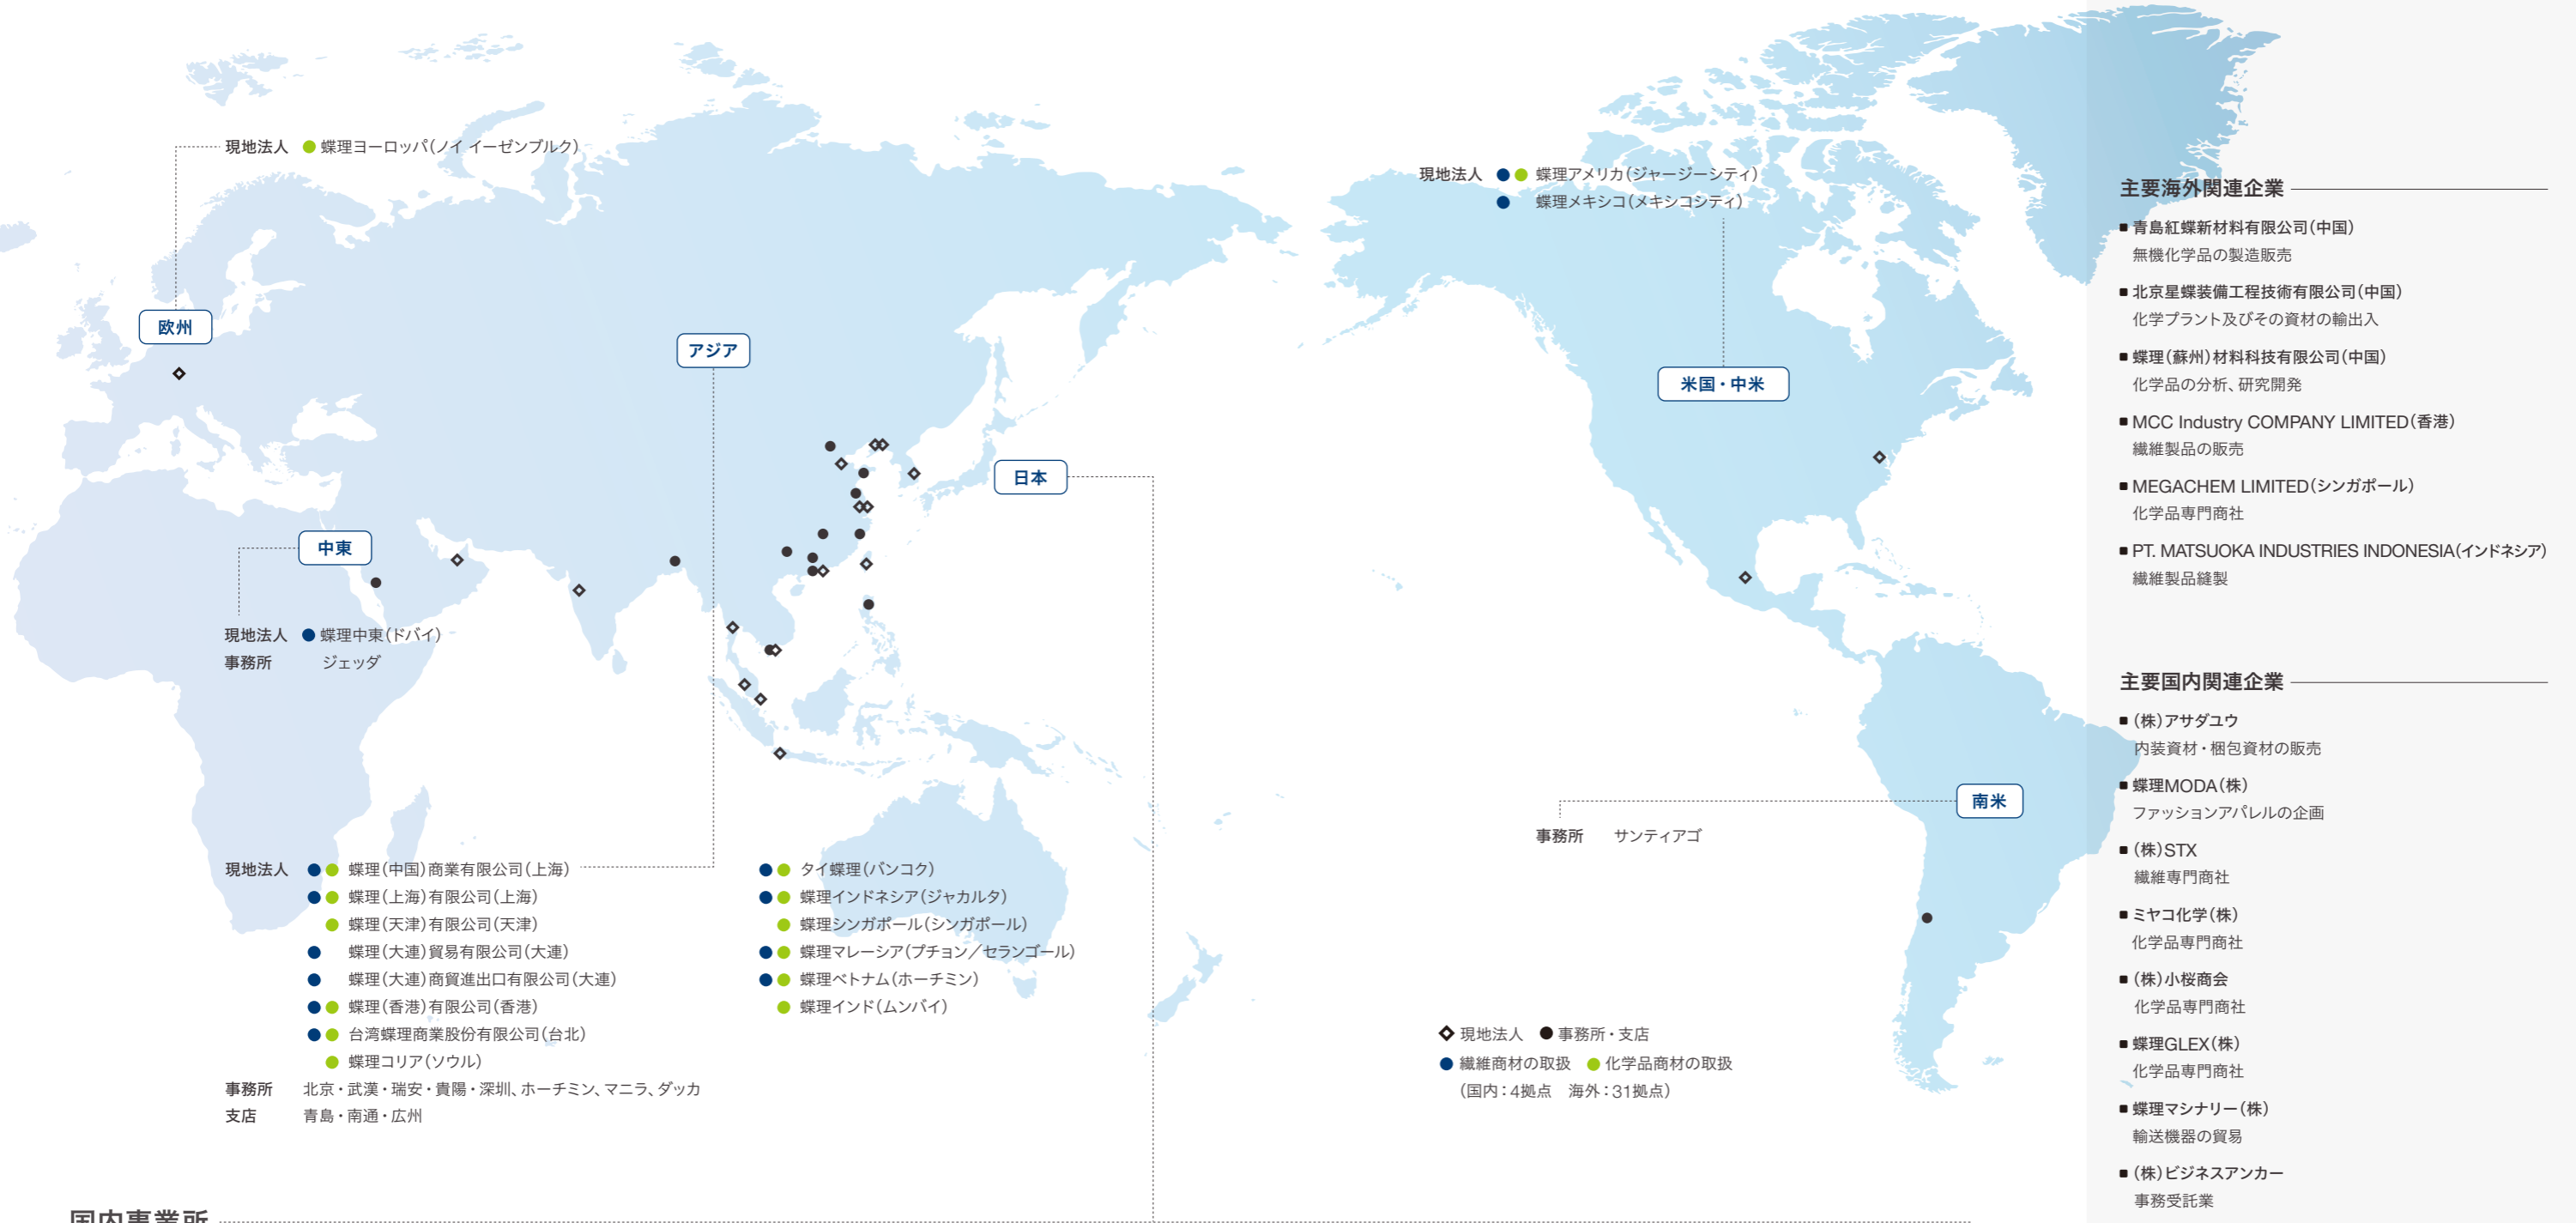 現地法人 蝶理ヨーロッパ(ノイ イーゼンブルク)
欧州
アジア
日本
中東
現地法人 蝶理中東(ドバイ)
事務所 ジェッダ
現地法人 蝶理(中国)商業有限公司(上海)
蝶理(上海)有限公司(上海)
蝶理(天津)有限公司(天津)
蝶理(大連)貿易有限公司(大連)
蝶理(大連)商貿進出口有限公司(大連)
蝶理(香港)有限公司(香港)
台湾蝶理商業股份有限公司(台北)
蝶理コリア(ソウル)
タイ蝶理(バンコク)
蝶理インドネシア(ジャカルタ)
蝶理シンガポール(シンガポール)
蝶理マレーシア(プチョン/セランゴール)
蝶理ベトナム(ホーチミン)
蝶理インド(ムンバイ)
事務所 北京・武漢・瑞安・貴陽・深圳、ホーチミン、マニラ、ダッカ
支店 青島・南通・広州
現地法人 蝶理アメリカ(ジャージーシティ)
蝶理メキシコ(メキシコシティ)
米国・中米
南米
事務所 サンティアゴ
現地法人 事務所・支店
繊維商材の取扱 化学品商材の取扱
(国内:4拠点 海外:31拠点)
主要海外関連企業
■青島紅蝶新材料有限公司(中国)
無機化学品の製造販売
■北京星蝶装備工程技術有限公司(中国)
化学プラント及びその資材の輸出入
■蝶理(蘇州)材料科技有限公司(中国)
化学品の分析、研究開発
■MCC Industry COMPANY LIMITED(香港)
繊維製品の販売
■MEGACHEM LIMITED(シンガポール)
化学品専門商社
■PT. MATSUOKA INDUSTRIES INDONESIA(インドネシア)
繊維製品縫製
主要国内関連企業
■(株)アサダユウ
内装資材・梱包資材の販売
■蝶理MODA(株)
ファッションアパレルの企画
■(株)STX
繊維専門商社
■ミヤコ化学(株)
化学品専門商社
■(株)小桜商会
化学品専門商社
■蝶理GLEX(株)
化学品専門商社
■蝶理マシナリー(株)
輸送機器の貿易
■(株)ビジネスアンカー
事務受託業
国内事業所